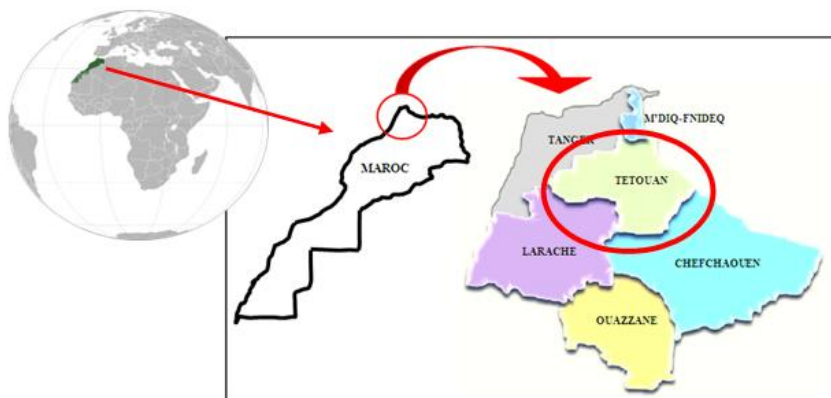 MAROC
M'DIQ-FNIDEQ
TANGER
TETOUAN
LARACHE
CHEFCHAOUEN
OUAZZANE